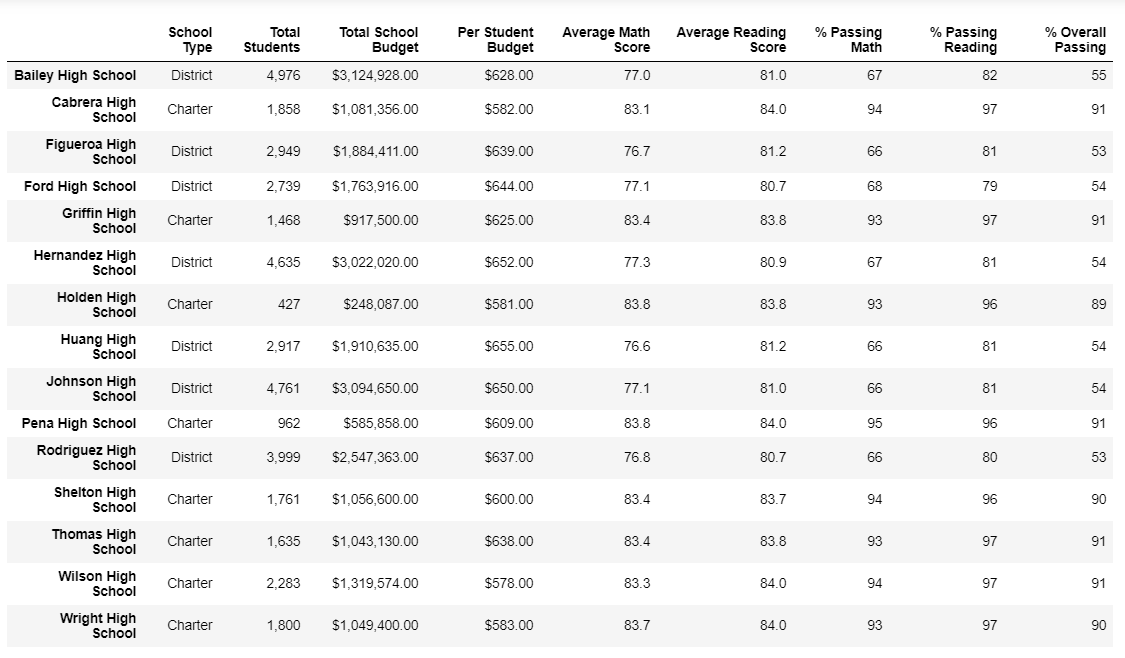 School Type Total Students Total School Budget Per Student Budget Average Math Score Average Reading Score % Passing Math % Passing Reading % Overall Passing
Bailey High School District 4,976 $3,124,928.00 $628.00 77.0 81.0 67 82 55
Cabrera High School Charter 1,858 $1,081,356.00 $582.00 83.1 84.0 94 97 91
Figueroa High School District 2,949 $1,884,411.00 $639.00 76.7 81.2 66 81 53
Ford High School District 2,739 $1,763,916.00 $644.00 77.1 80.7 68 79 54
Griffin High School Charter 1,468 $917,500.00 $625.00 83.4 83.8 93 97 91
Hernandez High School District 4,635 $3,022,020.00 $652.00 77.3 80.9 67 81 54
Holden High School Charter 427 $248,087.00 $581.00 83.8 83.8 93 96 89
Huang High School District 2,917 $1,910,635.00 $655.00 76.6 81.2 66 81 54
Johnson High School District 4,761 $3,094,650.00 $650.00 77.1 81.0 66 81 54
Pena High School Charter 962 $585,858.00 $609.00 83.8 84.0 95 96 91
Rodriguez High School District 3,999 $2,547,363.00 $637.00 76.8 80.7 66 80 53
Shelton High School Charter 1,761 $1,056,600.00 $600.00 83.4 83.7 94 96 90
Thomas High School Charter 1,635 $1,043,130.00 $638.00 83.4 83.8 93 97 91
Wilson High School Charter 2,283 $1,319,574.00 $578.00 83.3 84.0 94 97 91
Wright High School Charter 1,800 $1,049,400.00 $583.00 83.7 84.0 93 97 90